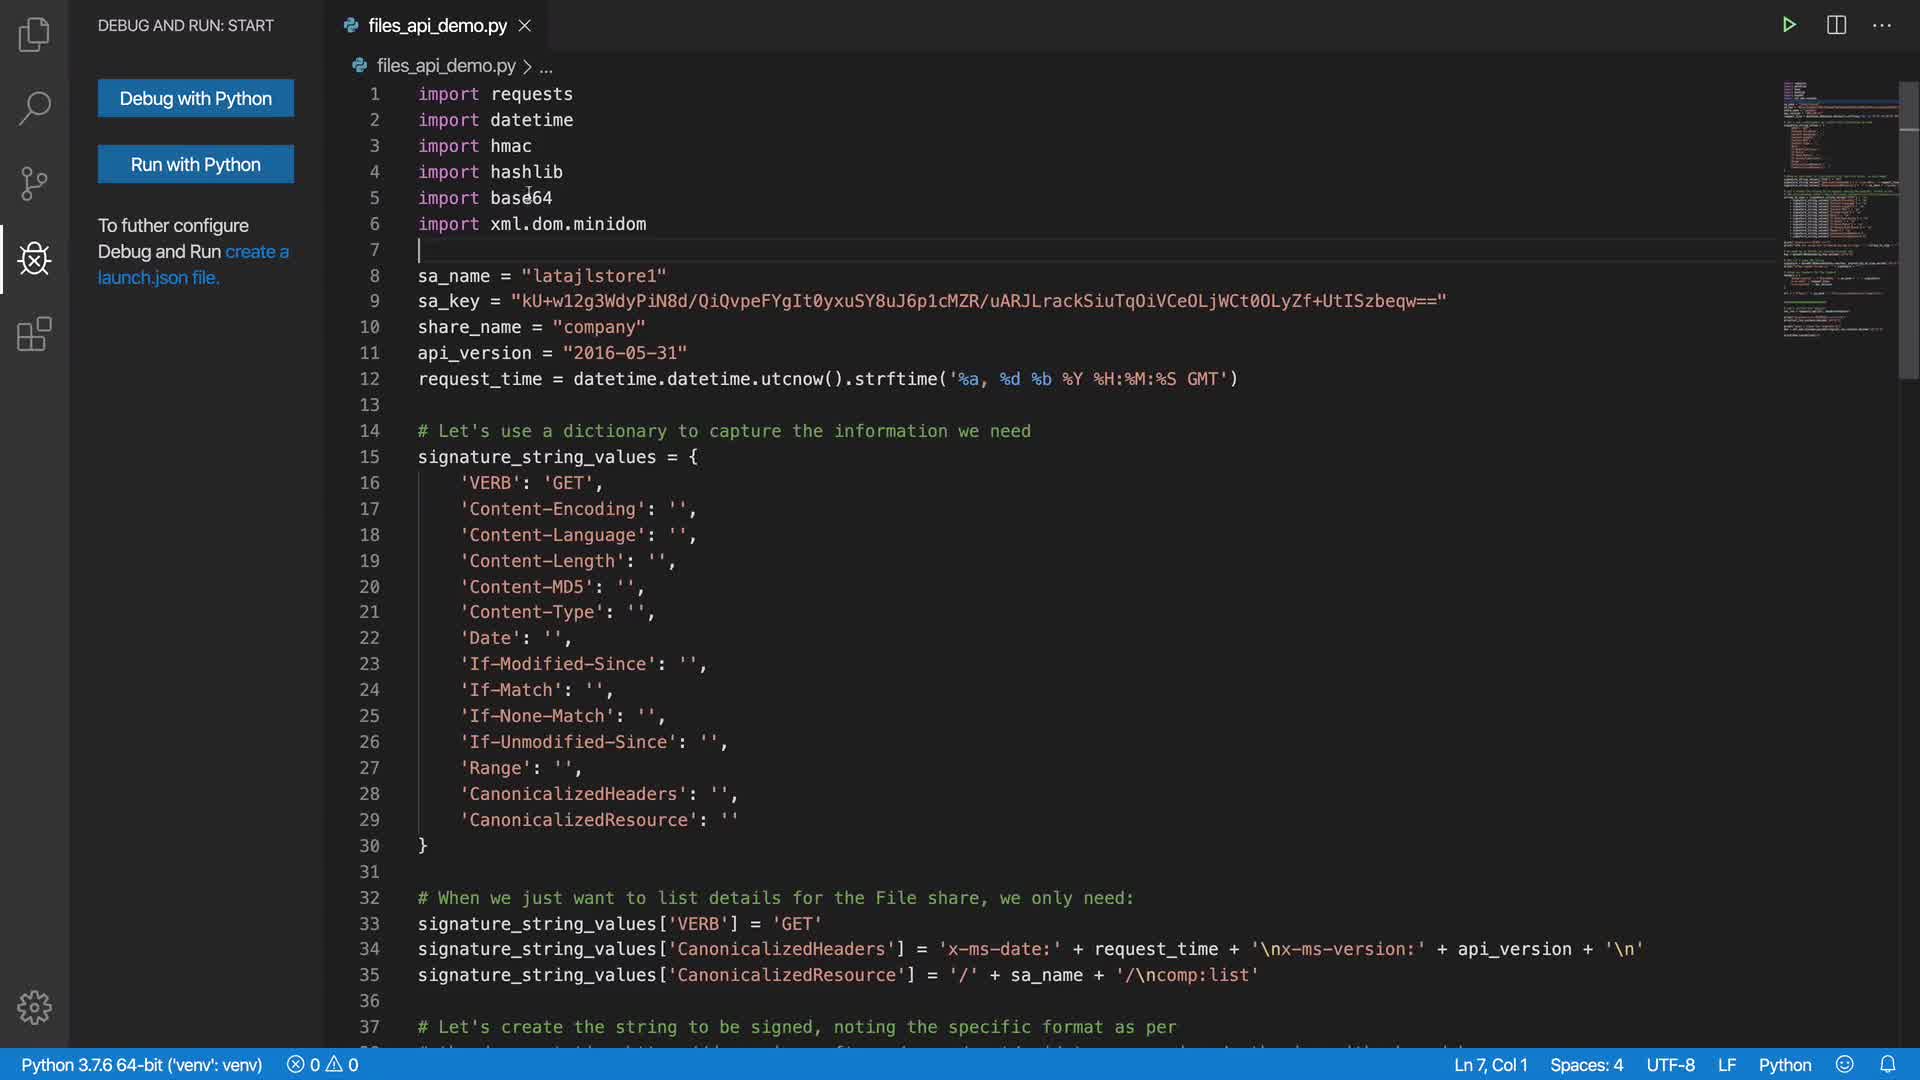 DEBUG AND RUN: START
Debug with Python
Run with Python
To futher configure
Debug and Run create a
launch.json file.
files_api_demo.py
files_api_demo.py > ...
1 import requests
2 import datetime
3 import hmac
4 import hashlib
5 import base64
6 import xml.dom.minidom
7
8 sa_name = "latajlstore1"
9 sa_key = "kU+w12g3WdyPiN8d/QiQvpeFYgIt0yxuSY8uJ6p1cMZR/uARJLrackSiuTqOiVCeOLjWCt0OLyZf+UtISzbeqw=="
10 share_name = "company"
11 api_version = "2016-05-31"
12 request_time = datetime.datetime.utcnow().strftime('%a, %d %b %Y %H:%M:%S GMT')
13
14 # Let's use a dictionary to capture the information we need
15 signature_string_values = {
16 'VERB': 'GET',
17 'Content-Encoding': '',
18 'Content-Language': '',
19 'Content-Length': '',
20 'Content-MD5': '',
21 'Content-Type': '',
22 'Date': '',
23 'If-Modified-Since': '',
24 'If-Match': '',
25 'If-None-Match': '',
26 'If-Unmodified-Since': '',
27 'Range': '',
28 'CanonicalizedHeaders': '',
29 'CanonicalizedResource': ''
30 }
31
32 # When we just want to list details for the File share, we only need:
33 signature_string_values['VERB'] = 'GET'
34 signature_string_values['CanonicalizedHeaders'] = 'x-ms-date:' + request_time + '\nx-ms-version:' + api_version + '\n'
35 signature_string_values['CanonicalizedResource'] = '/' + sa_name + '/\ncomp:list'
36
37 # Let's create the string to be signed, noting the specific format as per
Python 3.7.6 64-bit ('venv': venv) 0 0 Ln 7, Col 1 Spaces: 4 UTF-8 LF Python